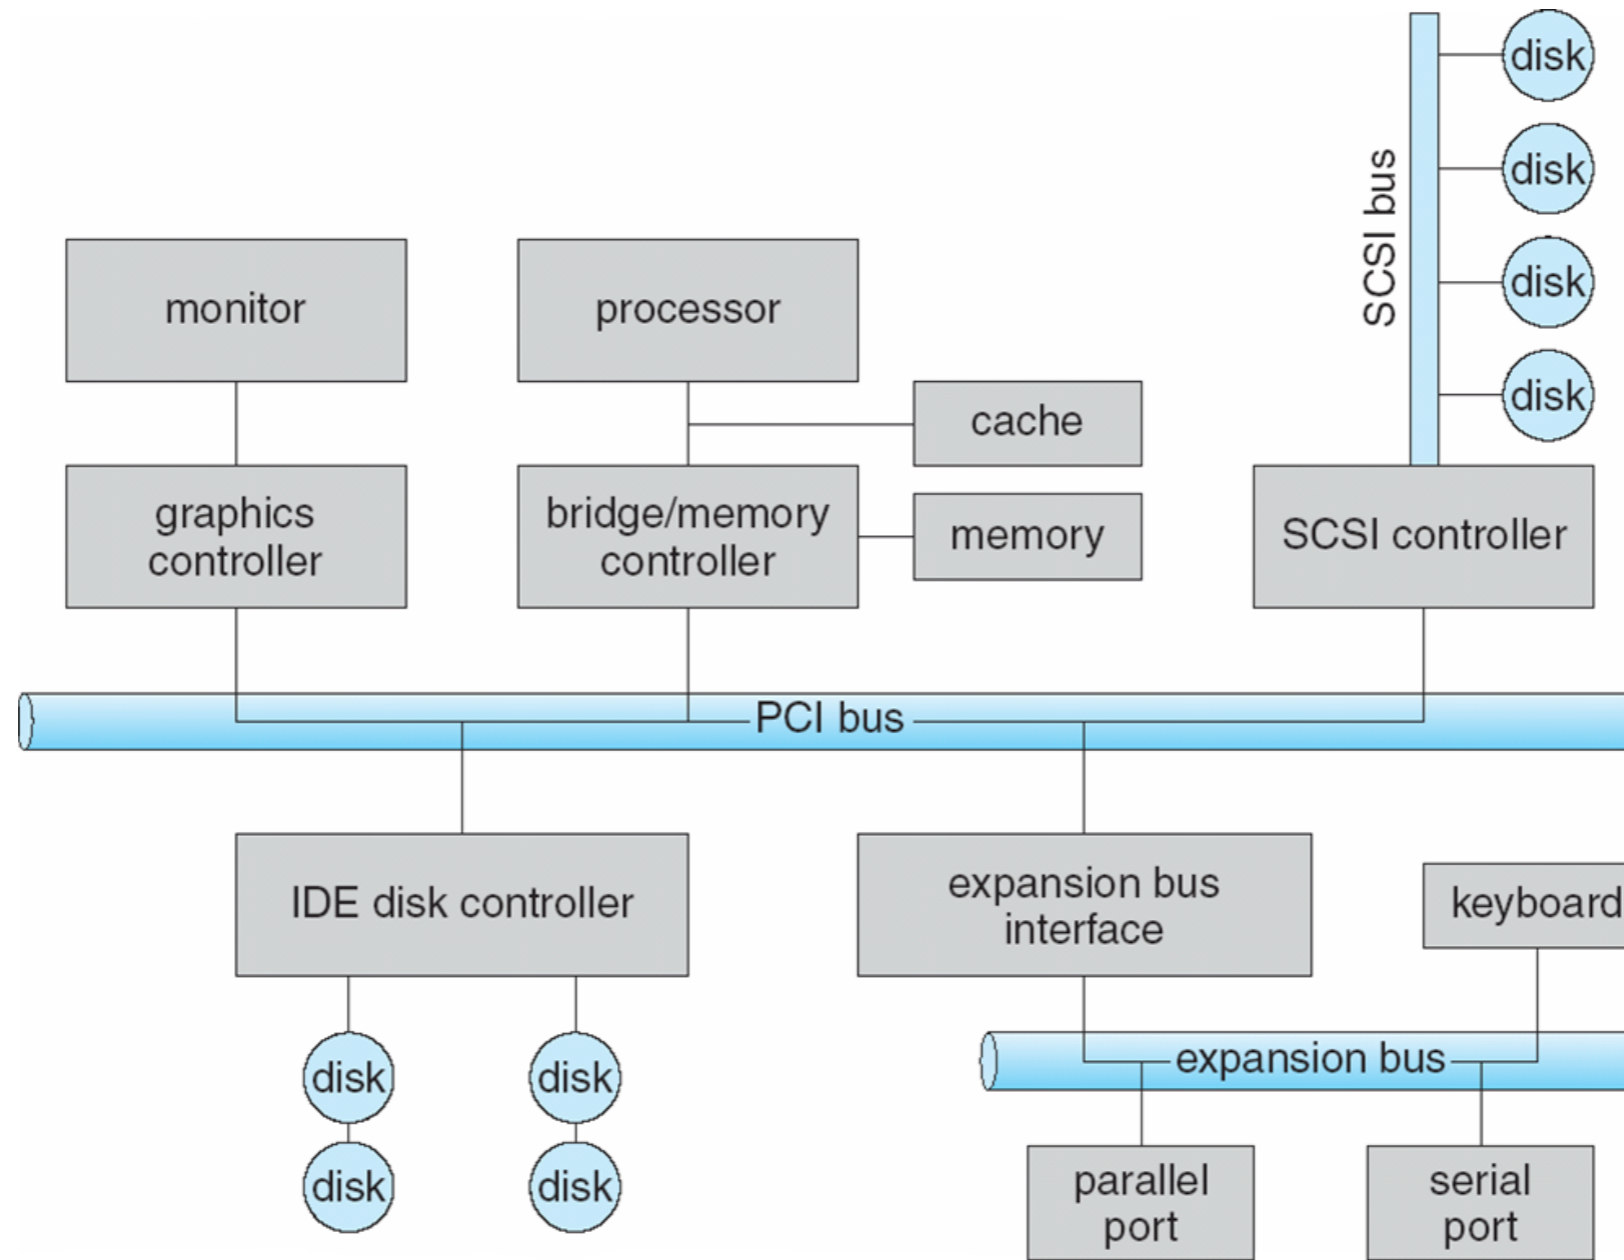 disk
disk
disk
disk
SCSI bus
monitor
processor
cache
graphics
controller
bridge/memory
controller
memory
SCSI controller
PCI bus
IDE disk controller
expansion bus
interface
keyboard
disk
disk
expansion bus
disk
disk
parallel
port
serial
port